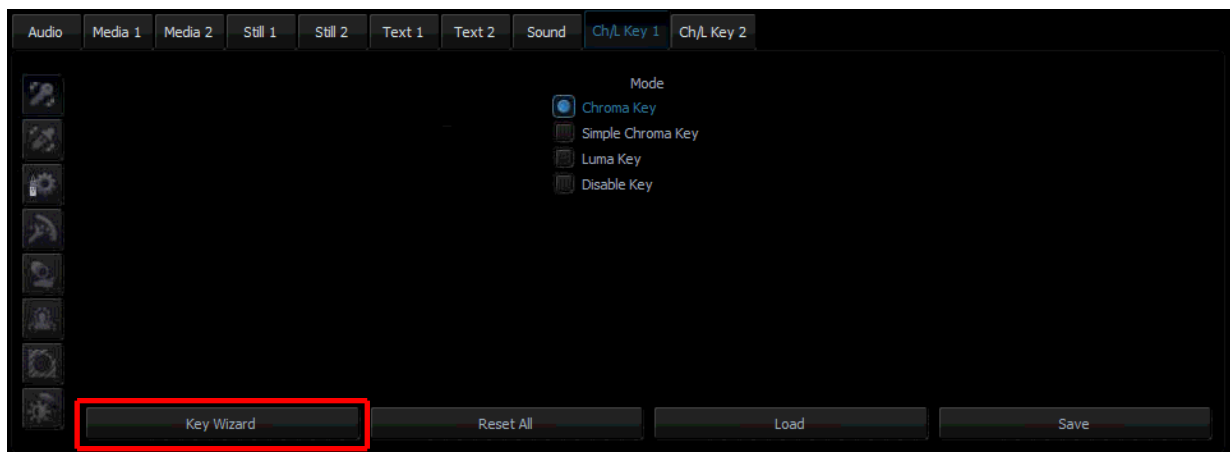 Audio Media 1 Media 2 Still 1 Still 2 Text 1 Text 2 Sound Ch/L Key 1 Ch/L Key 2
Mode
Chroma Key
Simple Chroma Key
Luma Key
Disable Key
Key Wizard Reset All Load Save